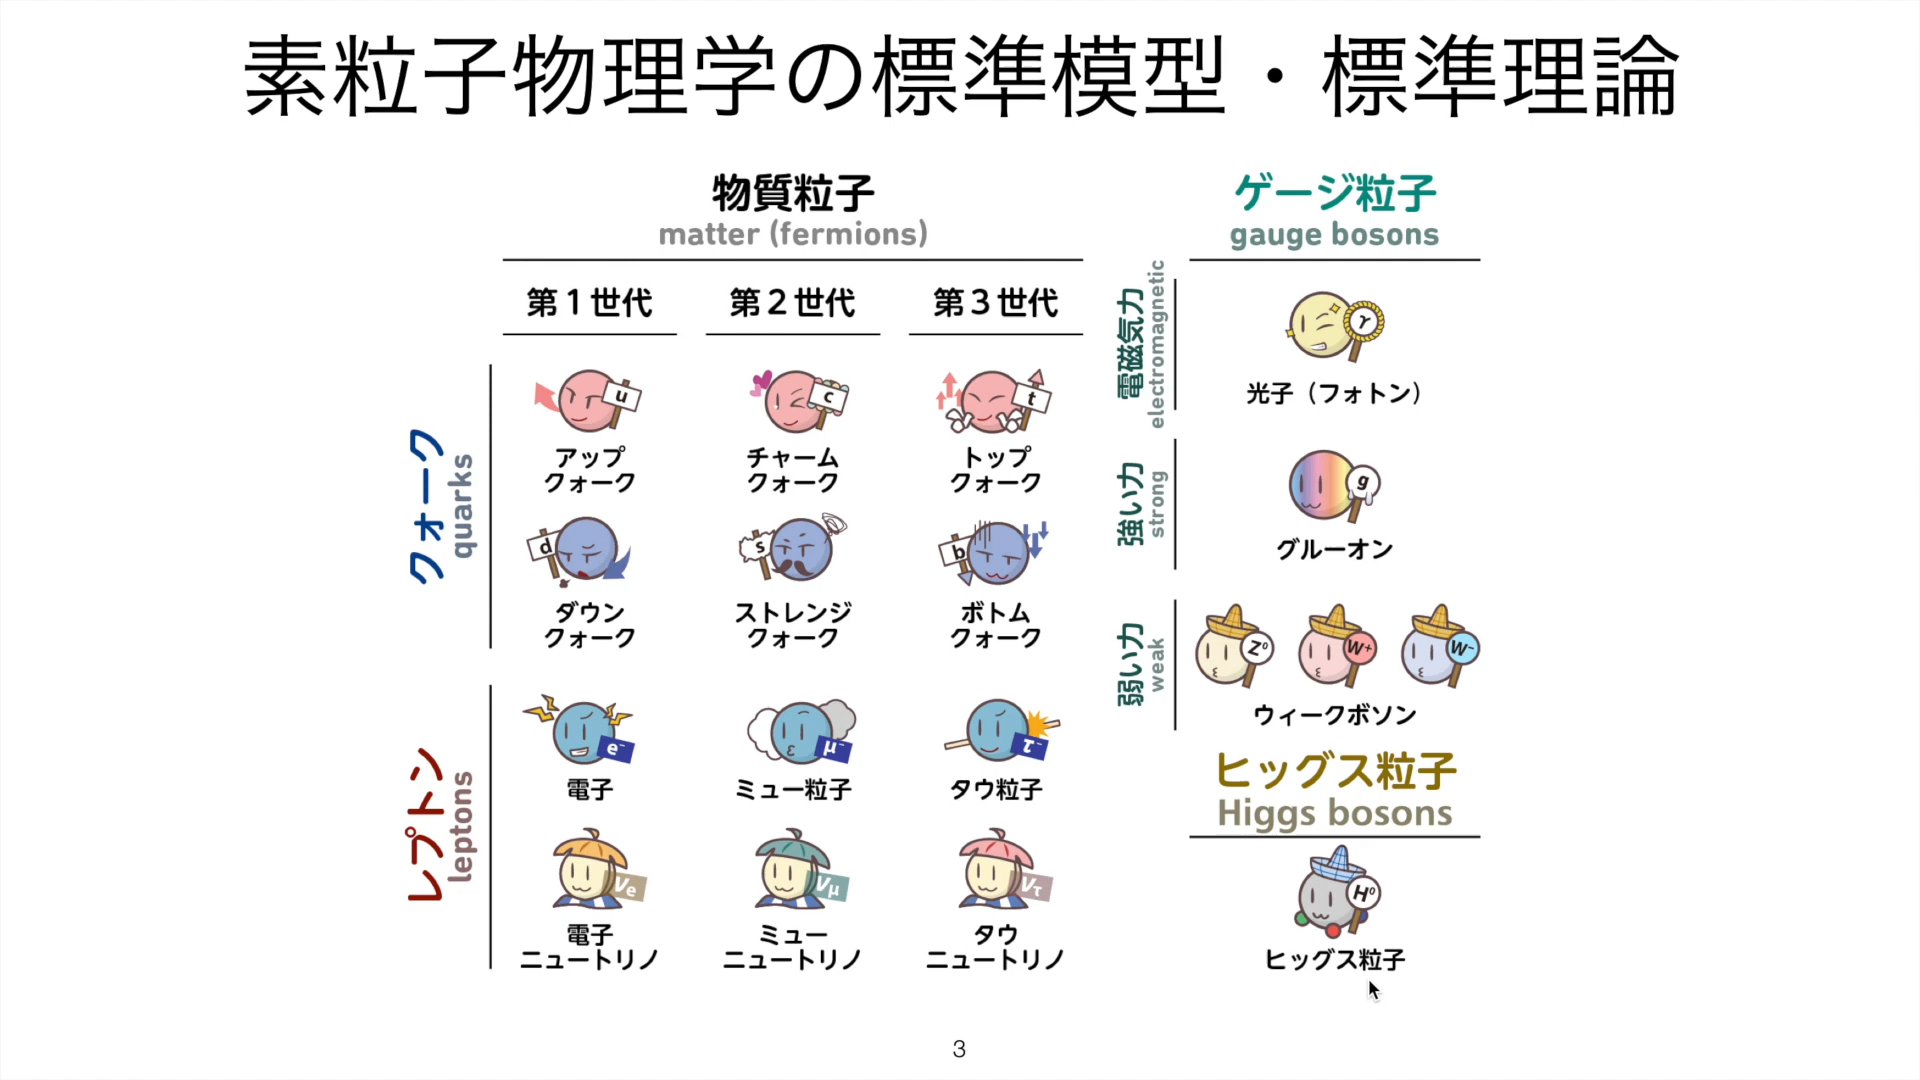 素粒子物理学の標準模型・標準理論
物質粒子
matter (fermions)
第1世代
第2世代
第3世代
クォーク
quarks
u
アップ
クォーク
c
チャーム
クォーク
t
トップ
クォーク
d
ダウン
クォーク
s
ストレンジ
クォーク
b
ボトム
クォーク
レプトン
leptons
e⁻
電子
μ⁻
ミュー粒子
τ⁻
タウ粒子
νe
電子
ニュートリノ
νμ
ミュー
ニュートリノ
ντ
タウ
ニュートリノ
ゲージ粒子
gauge bosons
電磁気力
electromagnetic
γ
光子（フォトン）
強い力
strong
g
グルーオン
弱い力
weak
Z⁰
W⁺
W⁻
ウィークボソン
ヒッグス粒子
Higgs bosons
H⁰
ヒッグス粒子
3